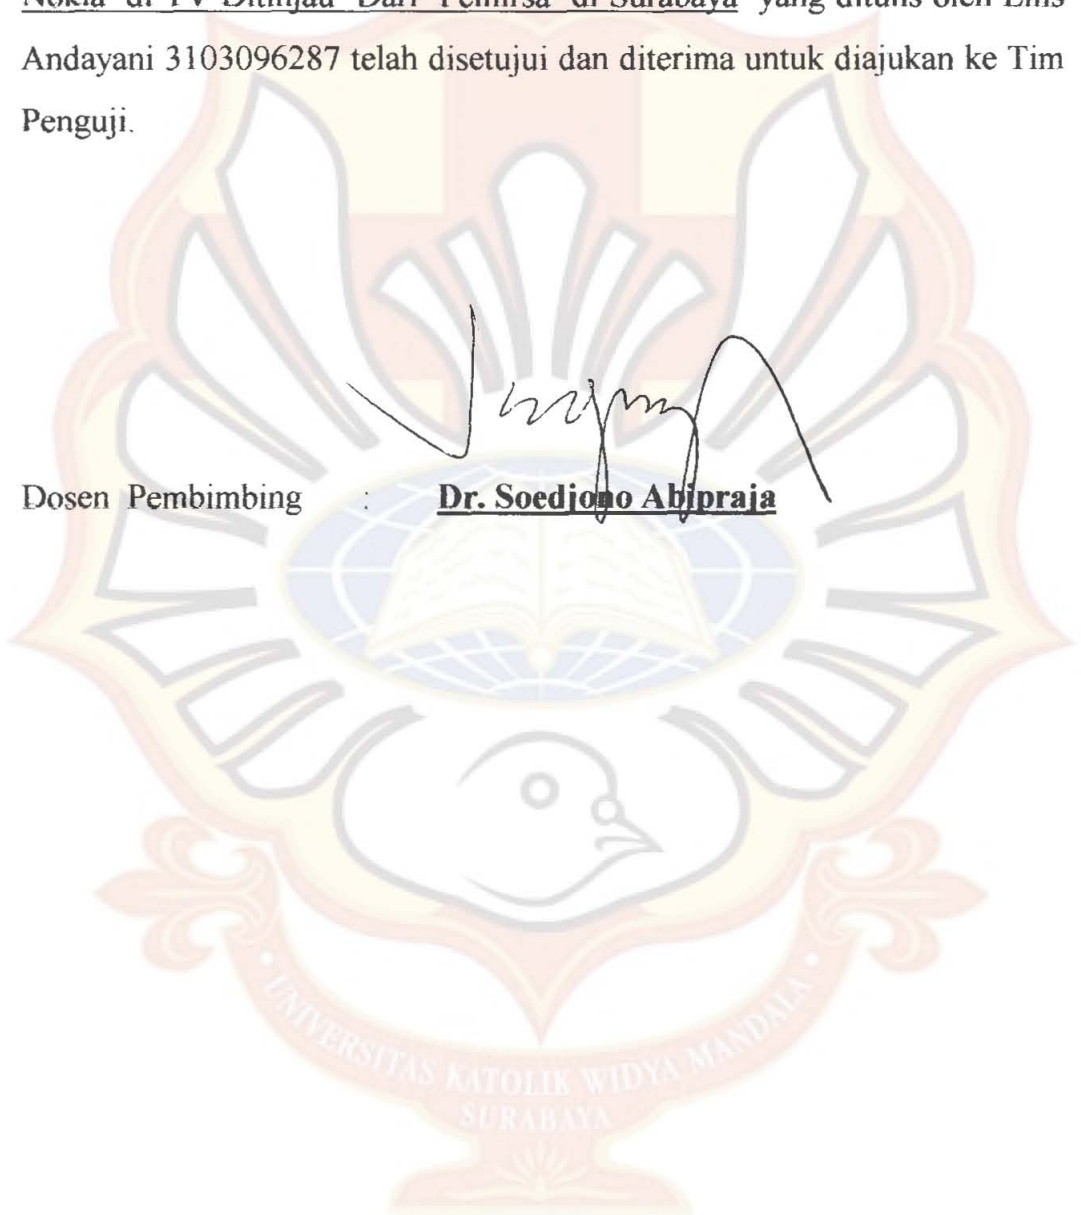 Nokia di TV Ditinjau Dari Pemirsa di Surabaya yang ditulis oleh Elis
Andayani 3103096287 telah disetujui dan diterima untuk diajukan ke Tim
Penguji.
Dosen Pembimbing : Dr. Soedjono Abipraja
UNIVERSITAS KATOLIK WIDYA MANDALA
SURABAYA